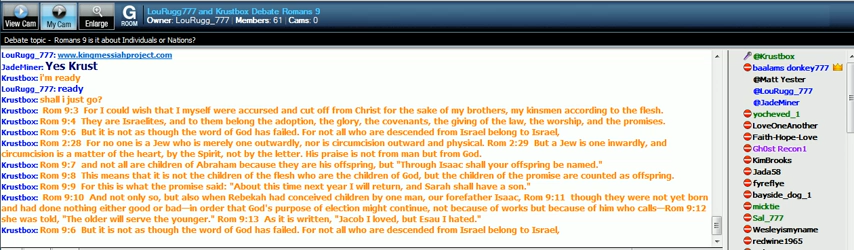 View Cam
My Cam
Enlarge
G
ROOM
LouRugg77 and Krustbox Debate Romans 9
Owner: LouRugg_777 | Members: 61 | Cams: 0
Debate topic - Romans 9 is it about Individuals or Nations?
LouRugg_777: www.kingmessiahproject.com
JadeMiner: Yes Krust
Krustbox: i'm ready
LouRugg_777: ready
Krustbox: shall i just go?
Krustbox: Rom 9:3 For I could wish that I myself were accursed and cut off from Christ for the sake of my brothers, my kinsmen according to the flesh.
Krustbox: Rom 9:4 They are Israelites, and to them belong the adoption, the glory, the covenants, the giving of the law, the worship, and the promises.
Krustbox: Rom 9:6 But it is not as though the word of God has failed. For not all who are descended from Israel belong to Israel,
Krustbox: Rom 2:28 For no one is a Jew who is merely one outwardly, nor is circumcision outward and physical. Rom 2:29 But a Jew is one inwardly, and
circumcision is a matter of the heart, by the Spirit, not by the letter. His praise is not from man but from God.
Krustbox: Rom 9:7 and not all are children of Abraham because they are his offspring, but "Through Isaac shall your offspring be named."
Krustbox: Rom 9:8 This means that it is not the children of the flesh who are the children of God, but the children of the promise are counted as offspring.
Krustbox: Rom 9:9 For this is what the promise said: "About this time next year I will return, and Sarah shall have a son."
Krustbox: Rom 9:10 And not only so, but also when Rebekah had conceived children by one man, our forefather Isaac, Rom 9:11 though they were not yet born
and had done nothing either good or bad—in order that God's purpose of election might continue, not because of works but because of him who calls—Rom 9:12
she was told, "The older will serve the younger." Rom 9:13 As it is written, "Jacob I loved, but Esau I hated."
Krustbox: Rom 9:6 But it is not as though the word of God has failed. For not all who are descended from Israel belong to Israel,
@Krustbox
baalams donkey777
@Matt Yester
@LouRugg_777
@JadeMiner
yocheved_1
LoveOneAnother
Faith-Hope-Love
Gh0st Recon1
KimBrooks
Jada58
fyreflye
bayside_dog_1
micktie
Sal_777
Wesleyismyname
redwine1965